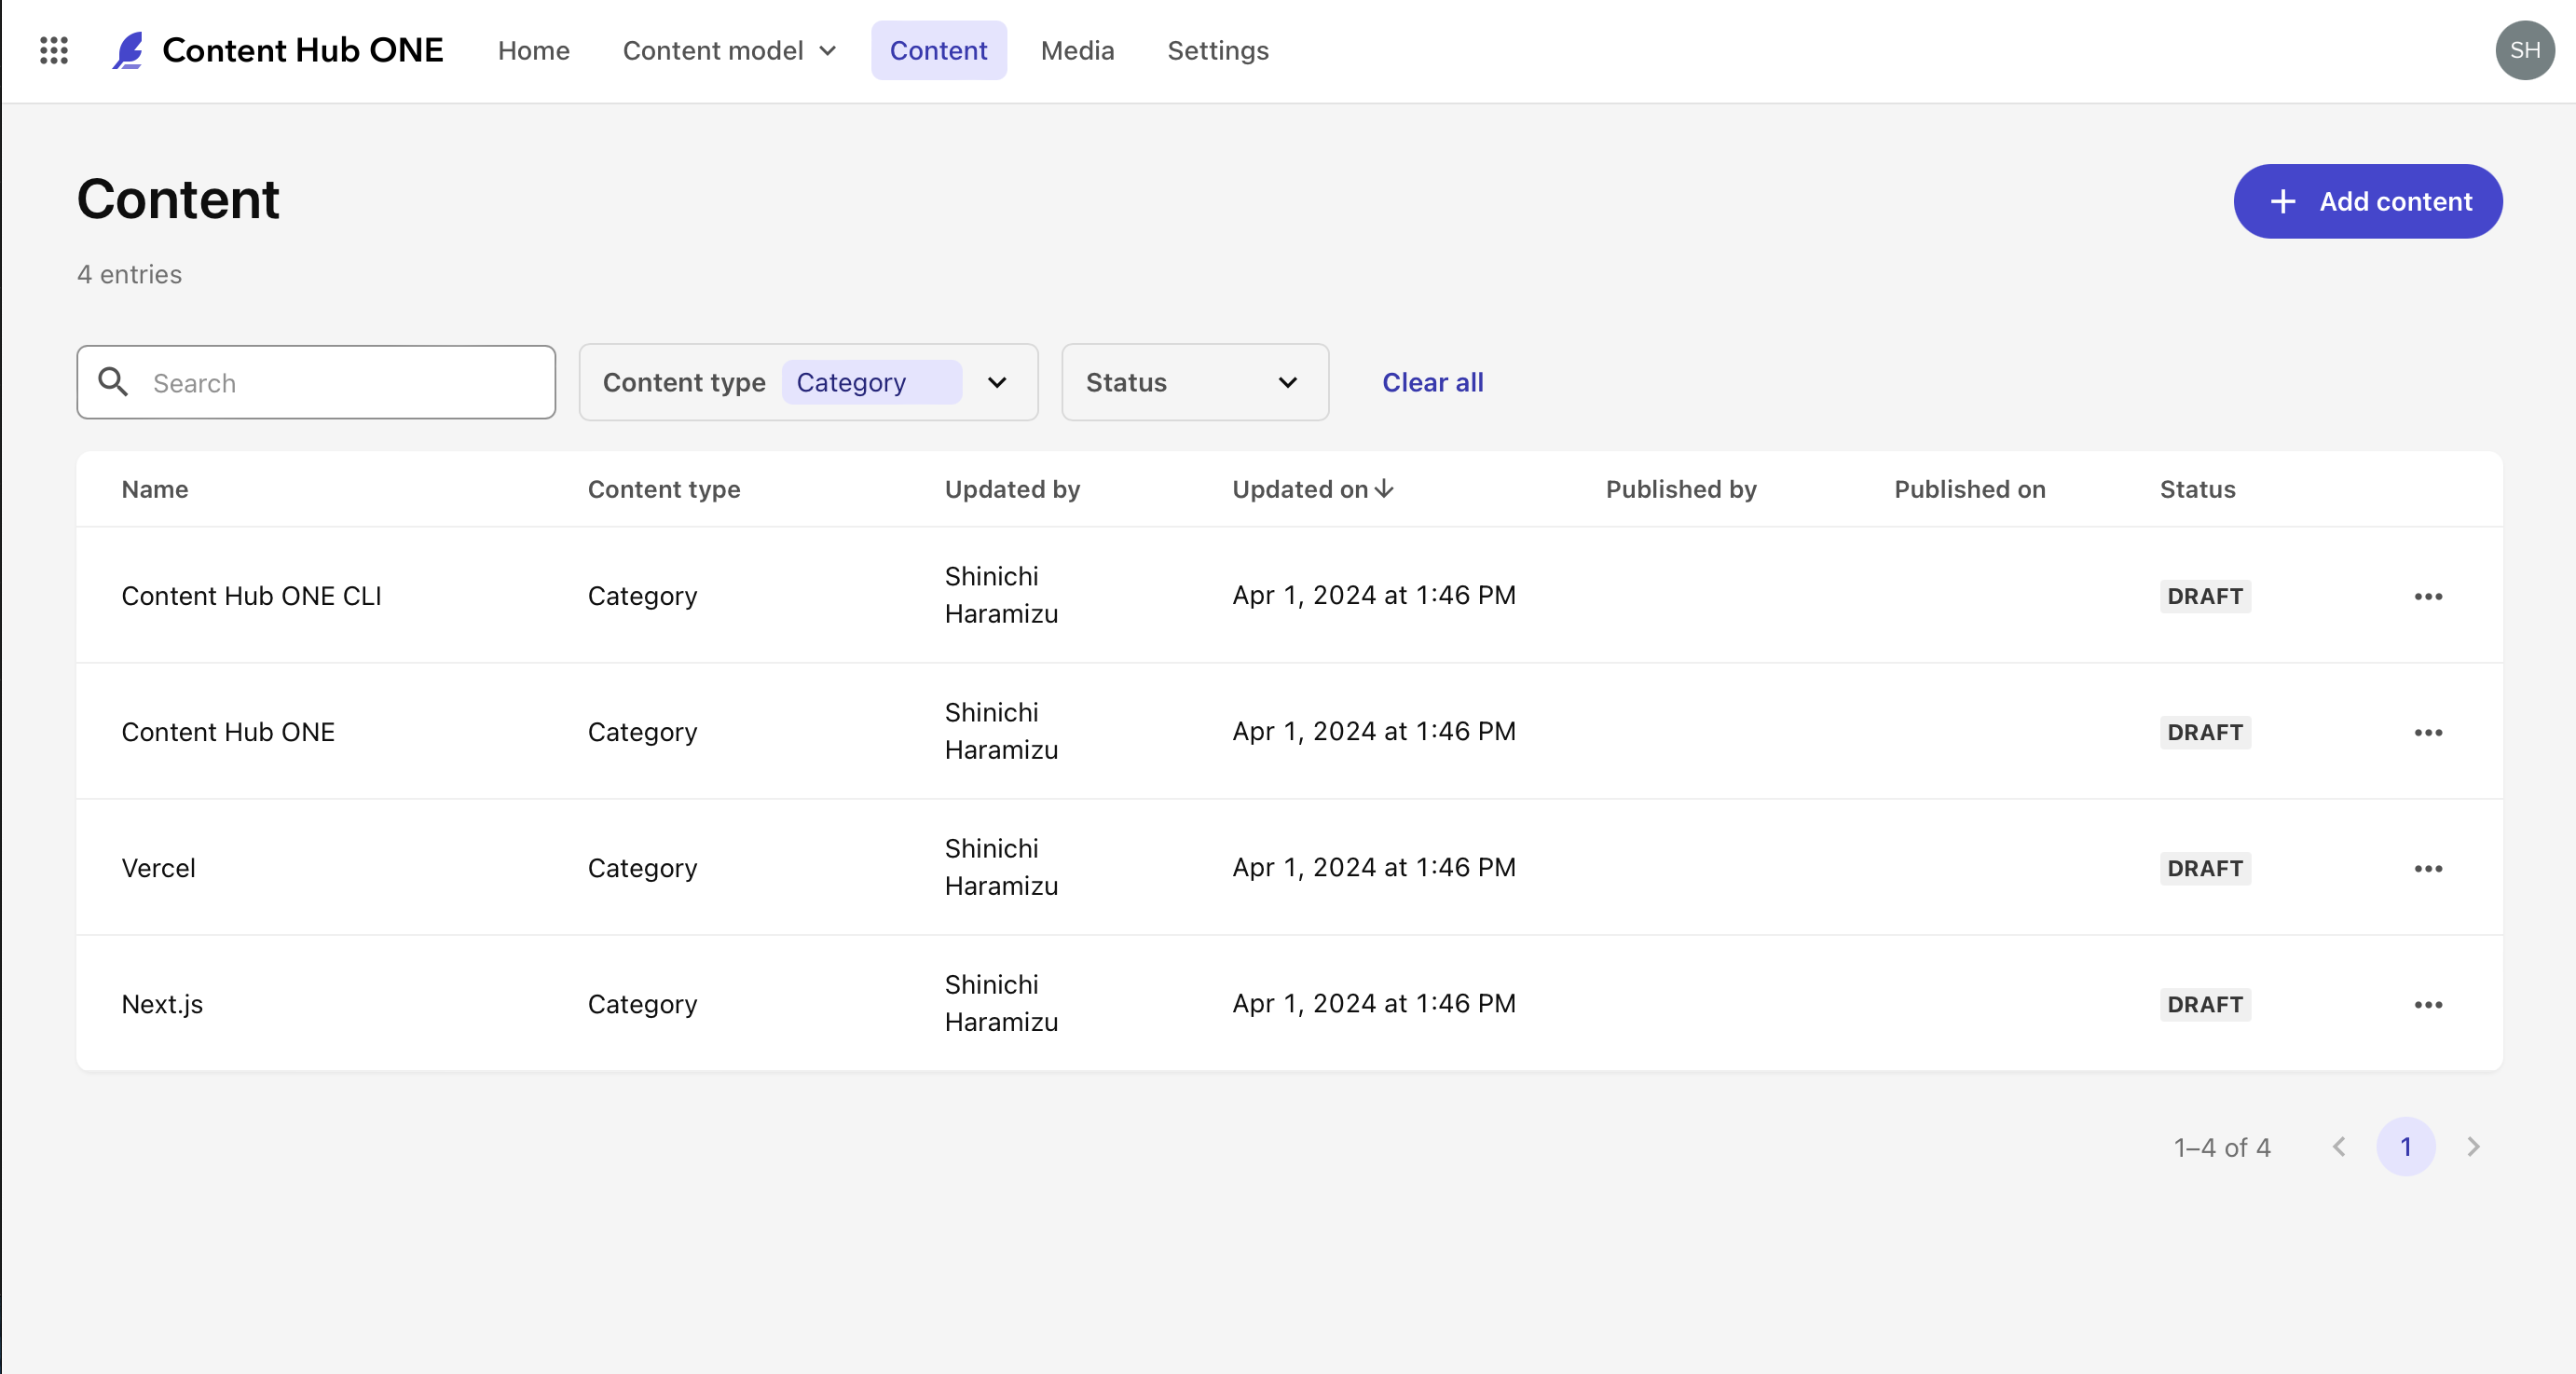 Content Hub ONE Home Content model Content Media Settings SH
Content
Add content
4 entries
Search Content type Category Status Clear all
Name Content type Updated by Updated on Published by Published on Status
Content Hub ONE CLI Category Shinichi Haramizu Apr 1, 2024 at 1:46 PM DRAFT
Content Hub ONE Category Shinichi Haramizu Apr 1, 2024 at 1:46 PM DRAFT
Vercel Category Shinichi Haramizu Apr 1, 2024 at 1:46 PM DRAFT
Next.js Category Shinichi Haramizu Apr 1, 2024 at 1:46 PM DRAFT
1–4 of 4 1